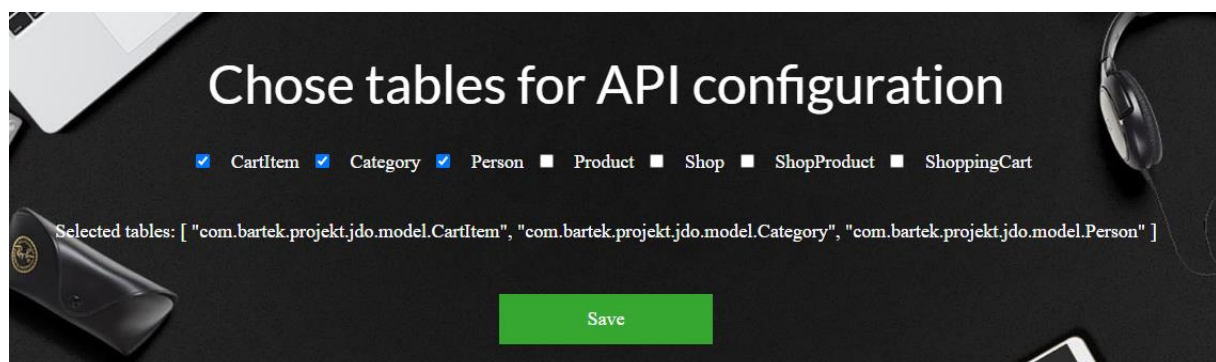 Chose tables for API configuration
CartItem Category Person Product Shop ShopProduct ShoppingCart
Selected tables: [ "com.bartek.projekt.jdo.model.CartItem", "com.bartek.projekt.jdo.model.Category", "com.bartek.projekt.jdo.model.Person" ]
Save